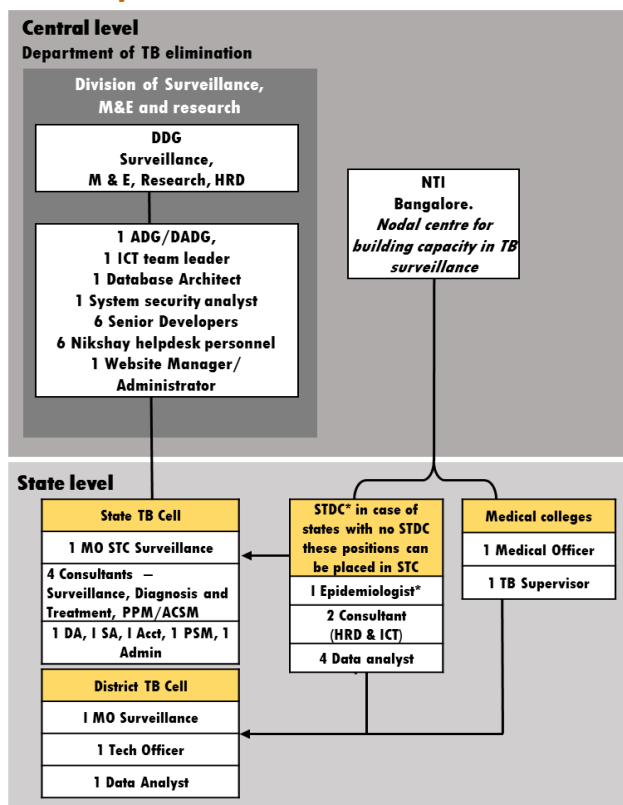 Central level
Department of TB elimination
Division of Surveillance,
M&E and research
DDG
Surveillance,
M & E, Research, HRD
1 ADG/DADG,
1 ICT team leader
1 Database Architect
1 System security analyst
6 Senior Developers
6 Nikshay helpdesk personnel
1 Website Manager/
Administrator
NTI
Bangalore.
Nodal centre for
building capacity in TB
surveillance
State level
State TB Cell
1 MO STC Surveillance
4 Consultants –
Surveillance, Diagnosis and
Treatment, PPM/ACSM
1 DA, I SA, I Acct, 1 PSM, 1
Admin
STDC* in case of
states with no STDC
these positions can
be placed in STC
I Epidemiologist*
2 Consultant
(HRD & ICT)
4 Data analyst
Medical colleges
1 Medical Officer
1 TB Supervisor
District TB Cell
I MO Surveillance
1 Tech Officer
1 Data Analyst